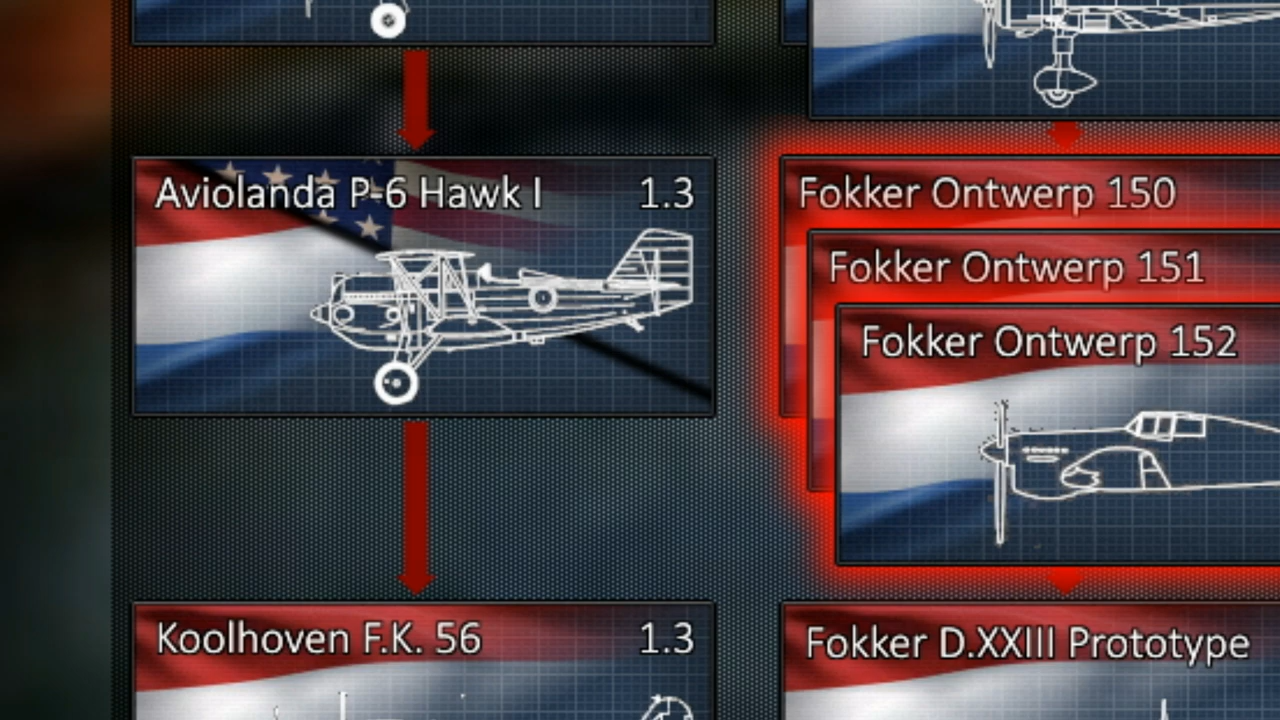 Aviolanda P-6 Hawk I 1.3
Fokker Ontwerp 150
Fokker Ontwerp 151
Fokker Ontwerp 152
Koolhoven F.K. 56 1.3
Fokker D.XXIII Prototype